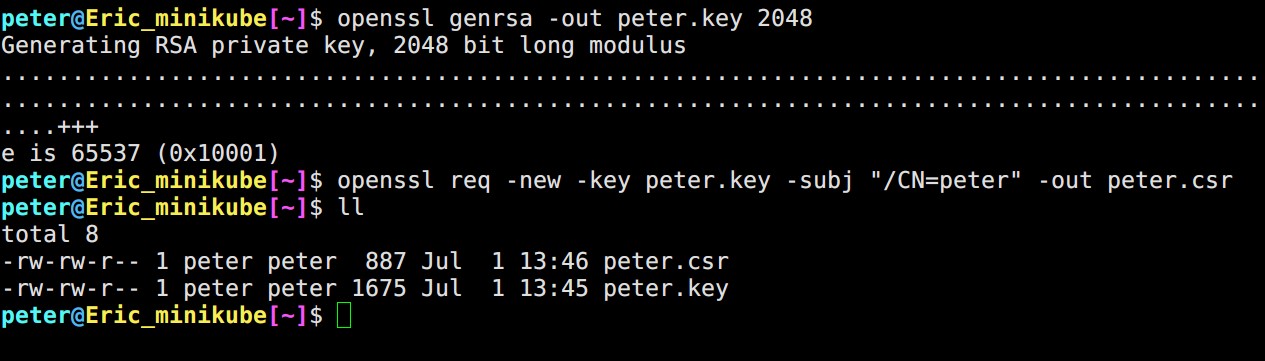 peter@Eric_minikube[~]$ openssl genrsa -out peter.key 2048
Generating RSA private key, 2048 bit long modulus
..........................................................................................
..........................................................................................
....+++
e is 65537 (0x10001)
peter@Eric_minikube[~]$ openssl req -new -key peter.key -subj "/CN=peter" -out peter.csr
peter@Eric_minikube[~]$ ll
total 8
-rw-rw-r-- 1 peter peter  887 Jul  1 13:46 peter.csr
-rw-rw-r-- 1 peter peter 1675 Jul  1 13:45 peter.key
peter@Eric_minikube[~]$